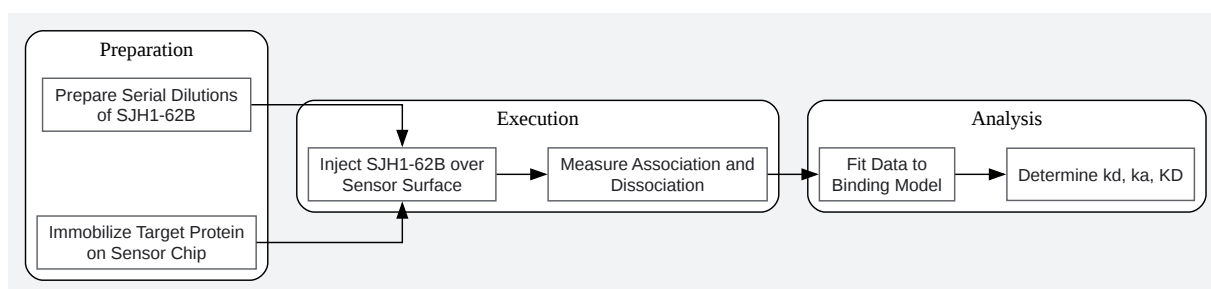 Preparation
Prepare Serial Dilutions
of SJH1-62B
Immobilize Target Protein
on Sensor Chip
Execution
Inject SJH1-62B over
Sensor Surface
Measure Association and
Dissociation
Analysis
Fit Data to
Binding Model
Determine kd, ka, KD